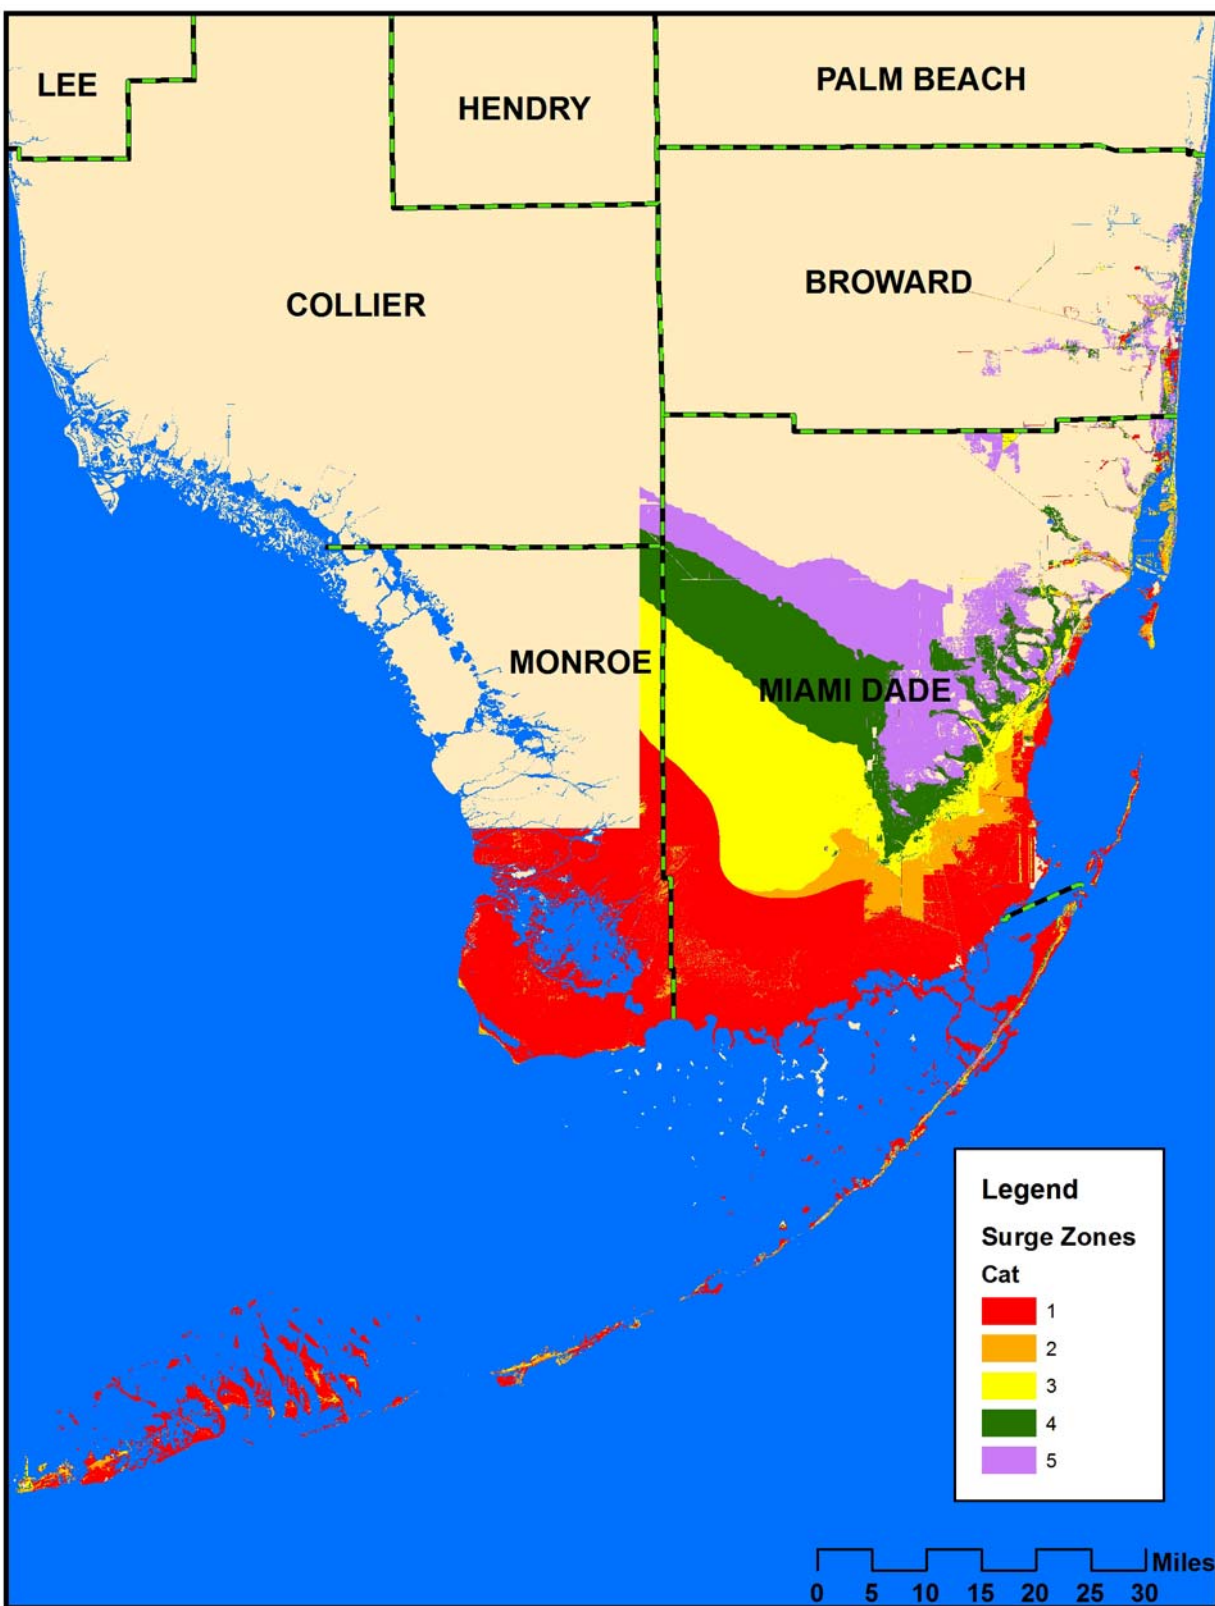 LEE
HENDRY
PALM BEACH
COLLIER
BROWARD
MONROE
MIAMI DADE
Legend
Surge Zones
Cat
1
2
3
4
5
Miles
0 5 10 15 20 25 30